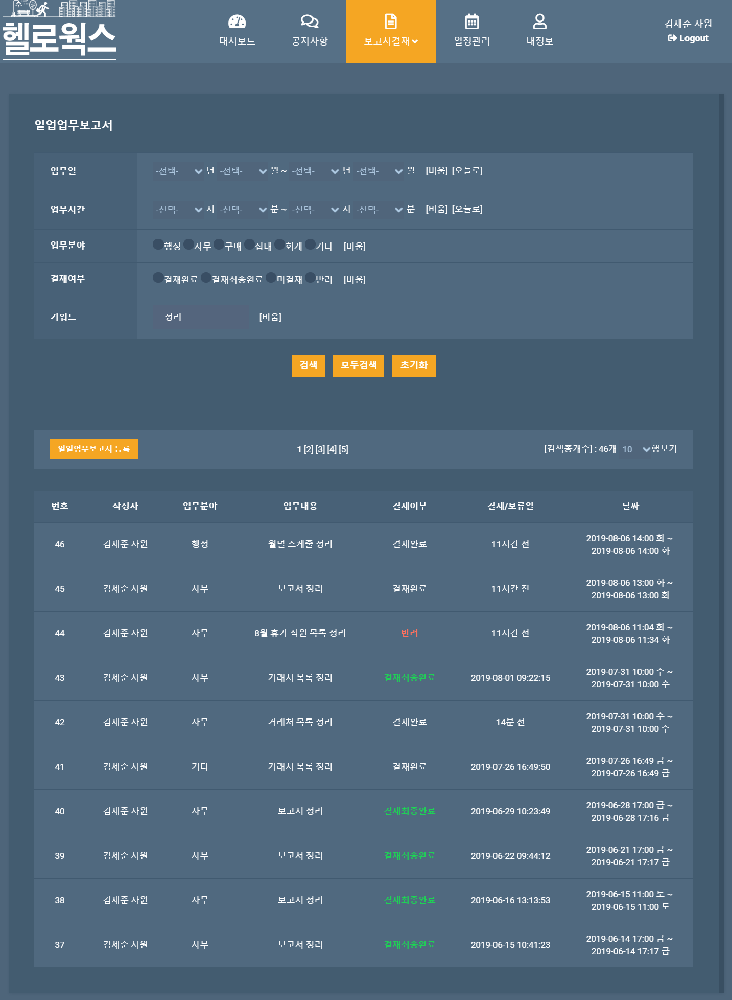 헬로웍스
대시보드
공지사항
보고서결재
일정관리
내정보
김세준 사원
Logout
일업업무보고서
업무일 -선택- 년 -선택- 월 ~ -선택- 년 -선택- 월 [비움] [오늘로]
업무시간 -선택- 시 -선택- 분 ~ -선택- 시 -선택- 분 [비움] [오늘로]
업무분야 행정 사무 구매 접대 회계 기타 [비움]
결재여부 결재완료 결재최종완료 미결재 반려 [비움]
키워드 정리 [비움]
검색 모두검색 초기화
일일업무보고서 등록 1 [2] [3] [4] [5] [검색총개수] : 46개 10 행보기
번호 작성자 업무분야 업무내용 결재여부 결재/보류일 날짜
46 김세준 사원 행정 월별 스케줄 정리 결재완료 11시간 전 2019-08-06 14:00 화 ~
2019-08-06 14:00 화
45 김세준 사원 사무 보고서 정리 결재완료 11시간 전 2019-08-06 13:00 화 ~
2019-08-06 13:00 화
44 김세준 사원 사무 8월 휴가 직원 목록 정리 반려 11시간 전 2019-08-06 11:04 화 ~
2019-08-06 11:34 화
43 김세준 사원 사무 거래처 목록 정리 결재최종완료 2019-08-01 09:22:15 2019-07-31 10:00 수 ~
2019-07-31 10:00 수
42 김세준 사원 사무 거래처 목록 정리 결재완료 14분 전 2019-07-31 10:00 수 ~
2019-07-31 10:00 수
41 김세준 사원 기타 거래처 목록 정리 결재완료 2019-07-26 16:49:50 2019-07-26 16:49 금 ~
2019-07-26 16:49 금
40 김세준 사원 사무 보고서 정리 결재최종완료 2019-06-29 10:23:49 2019-06-28 17:00 금 ~
2019-06-28 17:16 금
39 김세준 사원 사무 보고서 정리 결재최종완료 2019-06-22 09:44:12 2019-06-21 17:00 금 ~
2019-06-21 17:17 금
38 김세준 사원 사무 보고서 정리 결재최종완료 2019-06-16 13:13:53 2019-06-15 11:00 토 ~
2019-06-15 11:00 토
37 김세준 사원 사무 보고서 정리 결재최종완료 2019-06-15 10:41:23 2019-06-14 17:00 금 ~
2019-06-14 17:17 금